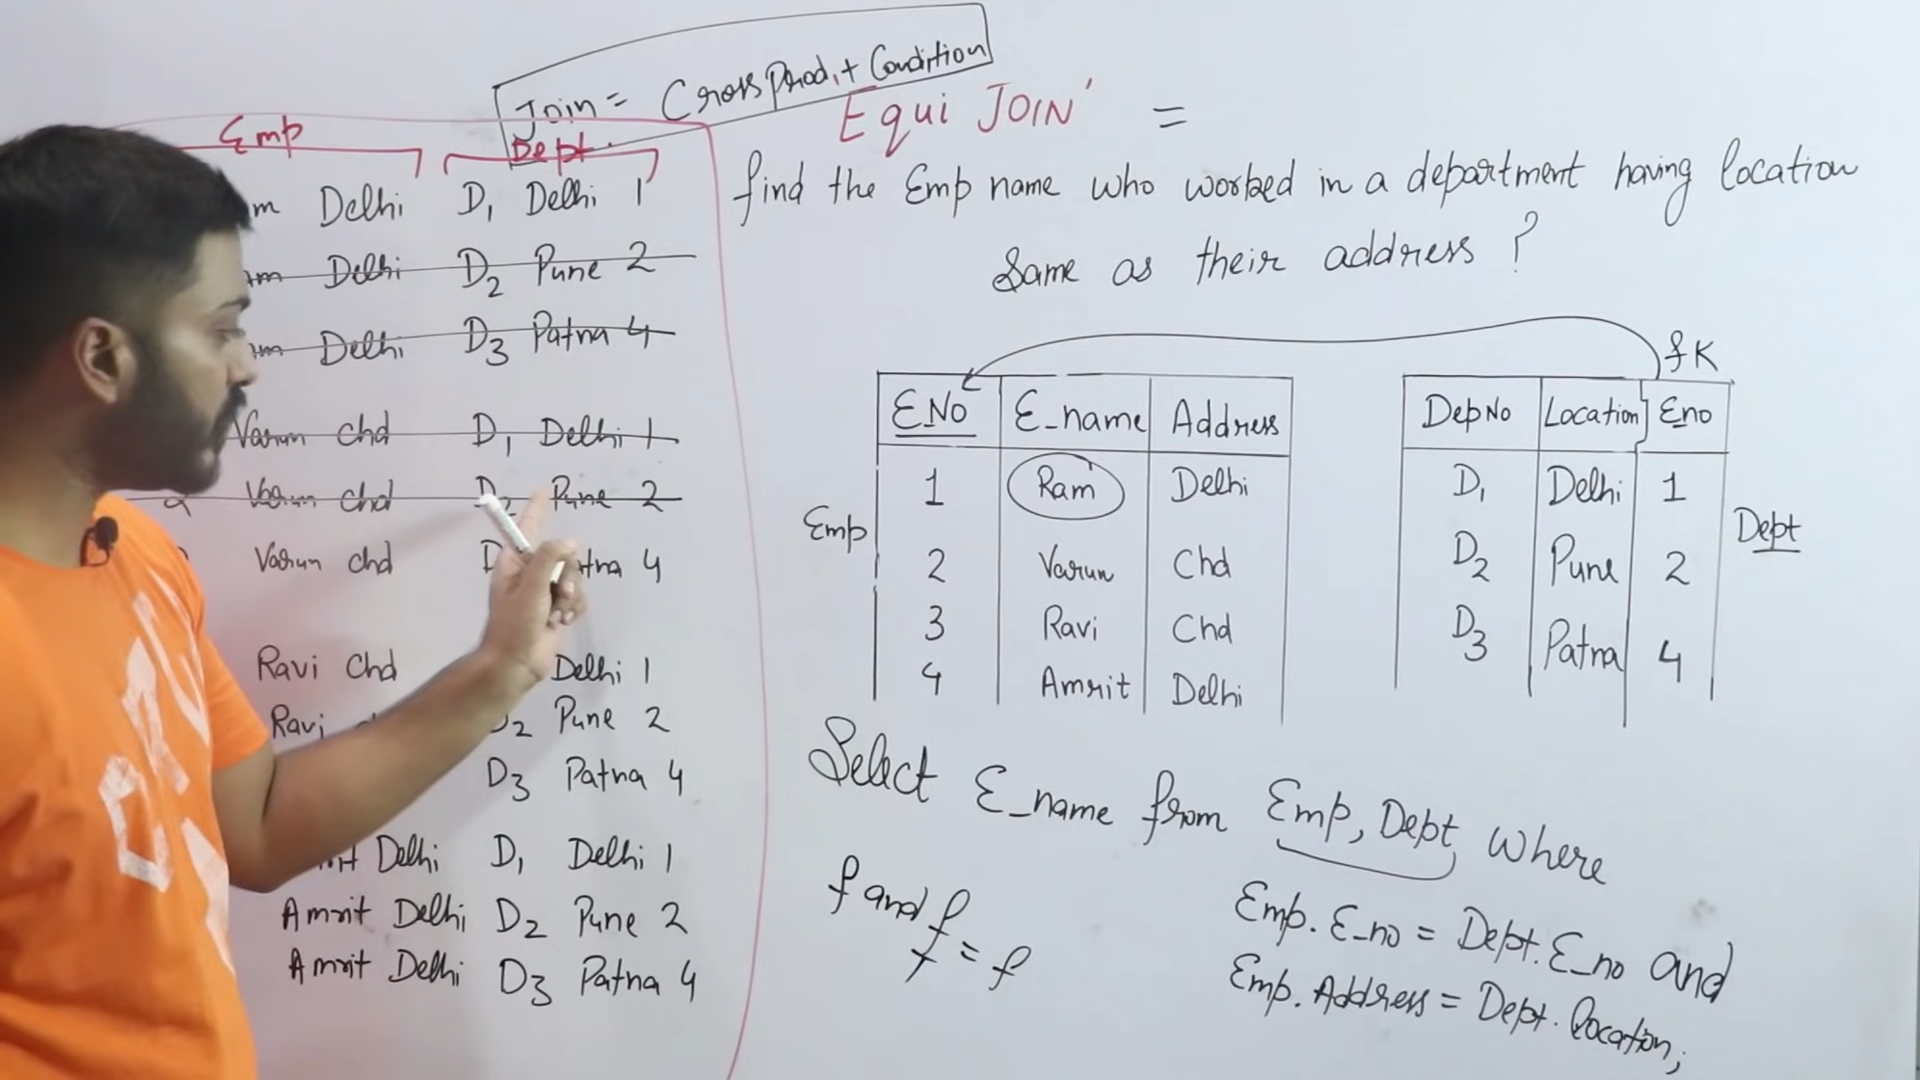 Join = Cross Prod. + Condition
Equi JOIN' =
find the Emp name who worked in a department having location
Same as their address ?
Emp Dept.
Delhi D1 Delhi 1
Delhi D2 Pune 2
Delhi D3 Patna 4
Varun Chd D1 Delhi 1
Varun Chd D2 Pune 2
Varun Chd D Patna 4
Ravi Chd Delhi 1
Ravi D2 Pune 2
D3 Patna 4
Delhi D1 Delhi 1
Amrit Delhi D2 Pune 2
Amrit Delhi D3 Patna 4
Emp
E.No E_name Address
1 Ram Delhi
2 Varun Chd
3 Ravi Chd
4 Amrit Delhi
fK
DepNo Location Eno
D1 Delhi 1
D2 Pune 2
D3 Patna 4
Dept
Select E_name from Emp, Dept Where
Emp. E_no = Dept. E_no and
Emp. Address = Dept. location;
f and f
f = f